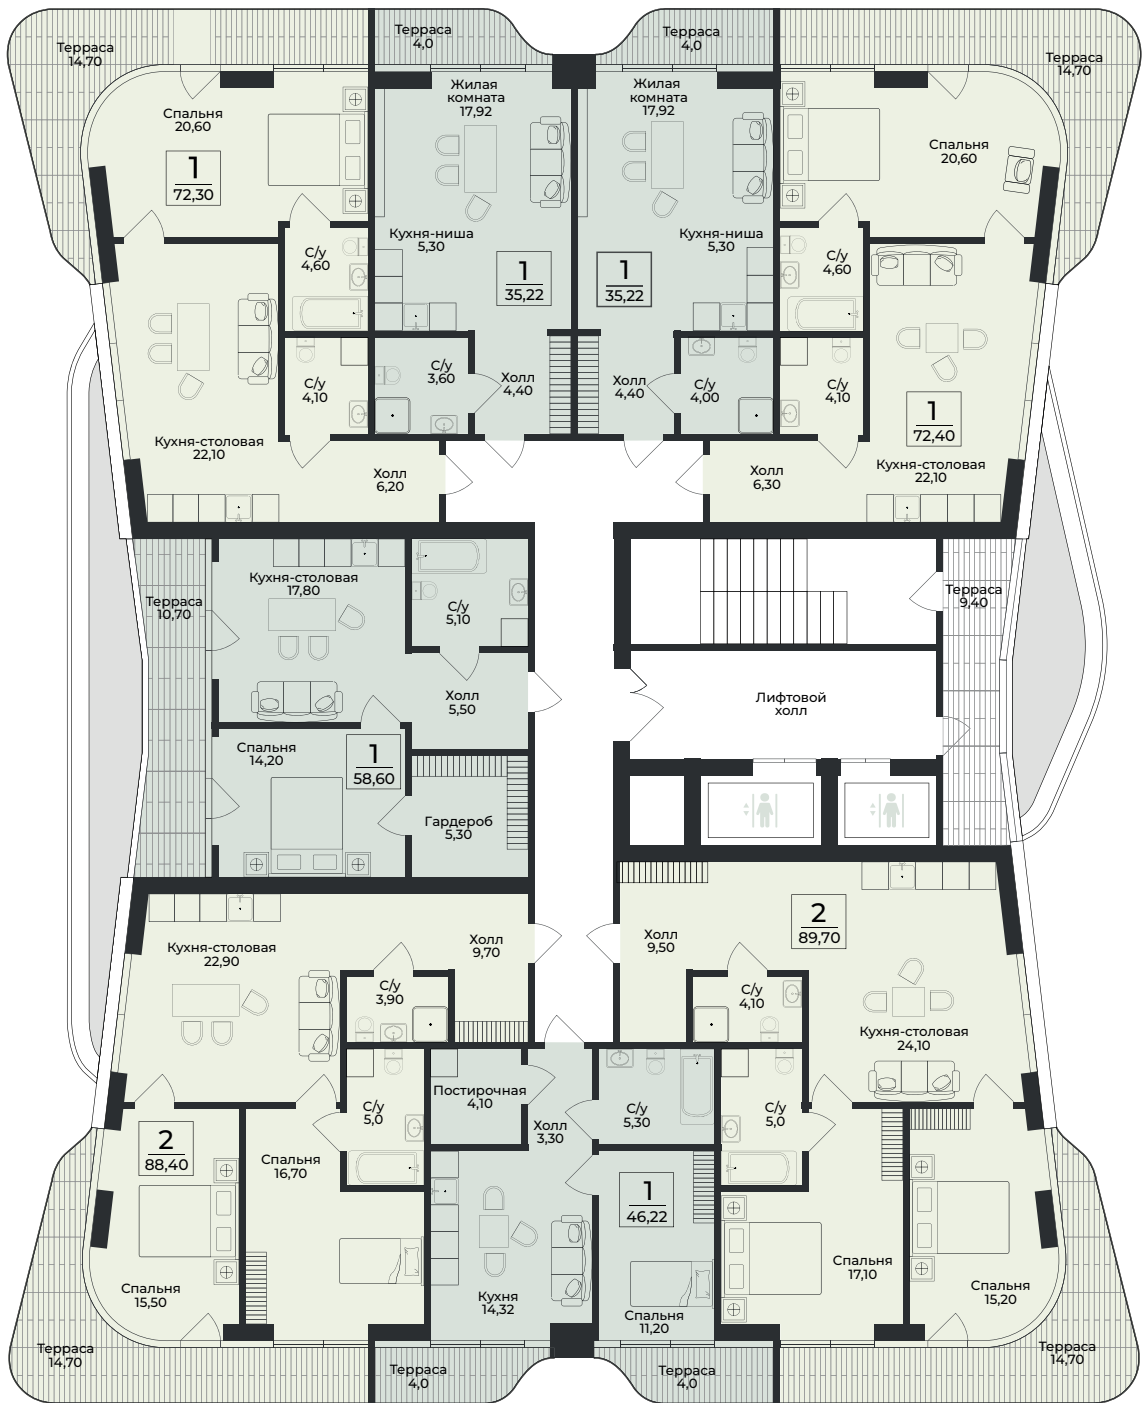 Терраса
14,70
Терраса
4,0
Терраса
4,0
Терраса
14,70
Спальня
20,60
1
72,30
Жилая
комната
17,92
Жилая
комната
17,92
Спальня
20,60
С/у
4,60
Кухня-ниша
5,30
1
35,22
1
35,22
Кухня-ниша
5,30
С/у
4,60
Кухня-столовая
22,10
С/у
4,10
С/у
3,60
Холл
4,40
Холл
4,40
С/у
4,00
С/у
4,10
1
72,40
Кухня-столовая
22,10
Холл
6,20
Холл
6,30
Терраса
10,70
Кухня-столовая
17,80
С/у
5,10
Терраса
9,40
Холл
5,50
Лифтовой
холл
Спальня
14,20
1
58,60
Гардероб
5,30
Кухня-столовая
22,90
Холл
9,70
Холл
9,50
2
89,70
С/у
3,90
С/у
4,10
Кухня-столовая
24,10
С/у
5,0
Постирочная
4,10
Холл
3,30
С/у
5,30
С/у
5,0
2
88,40
Спальня
16,70
1
46,22
Спальня
15,50
Кухня
14,32
Спальня
11,20
Спальня
17,10
Спальня
15,20
Терраса
14,70
Терраса
4,0
Терраса
4,0
Терраса
14,70